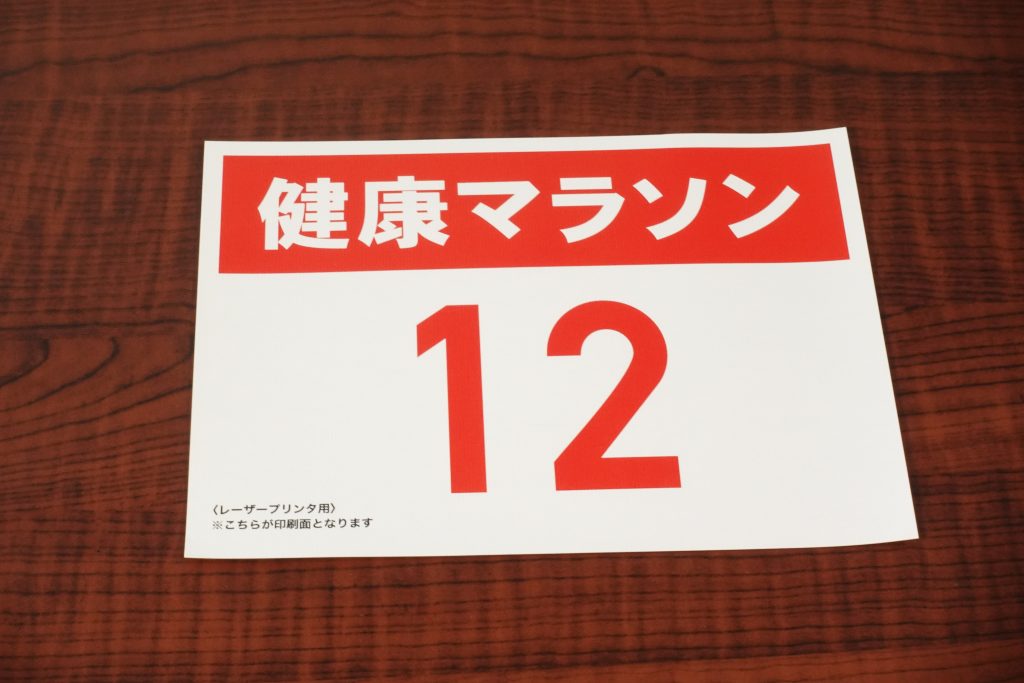 健康マラソン
12
〈レーザープリンタ用〉
※こちらが印刷面となります